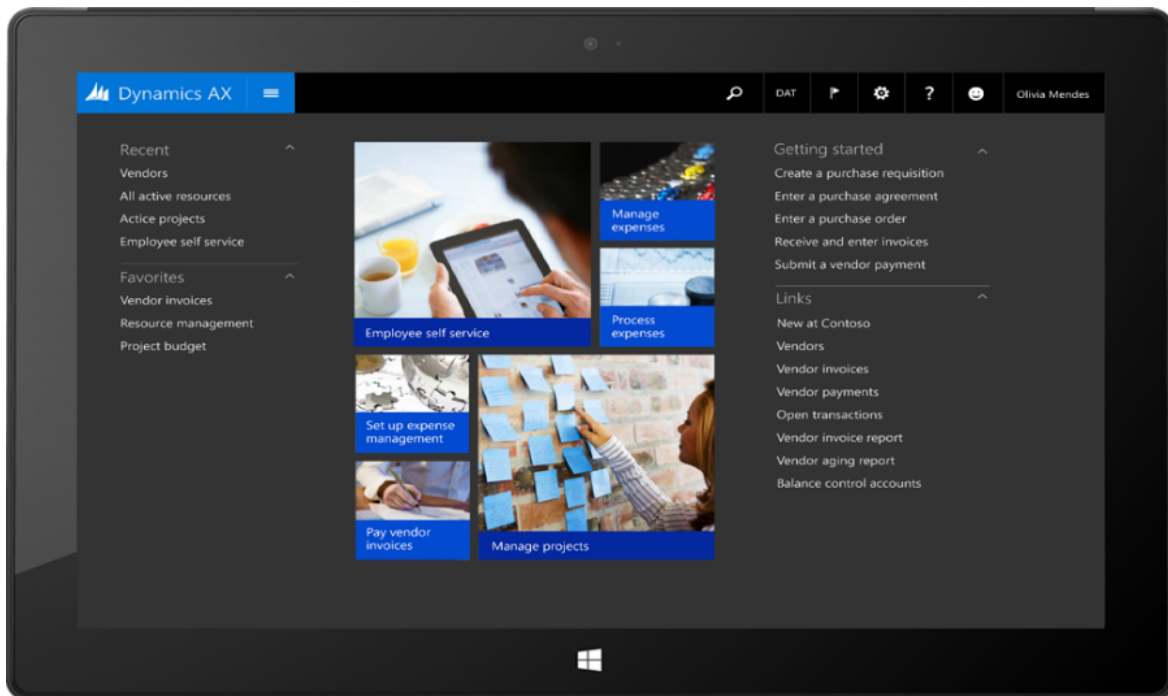 Dynamics AX
DAT
?
Olivia Mendes
Recent
Vendors
All active resources
Actice projects
Employee self service
Favorites
Vendor invoices
Resource management
Project budget
Employee self service
Manage
expenses
Process
expenses
Set up expense
management
Pay vendor
invoices
Manage projects
Getting started
Create a purchase requisition
Enter a purchase agreement
Enter a purchase order
Receive and enter invoices
Submit a vendor payment
Links
New at Contoso
Vendors
Vendor invoices
Vendor payments
Open transactions
Vendor invoice report
Vendor aging report
Balance control accounts